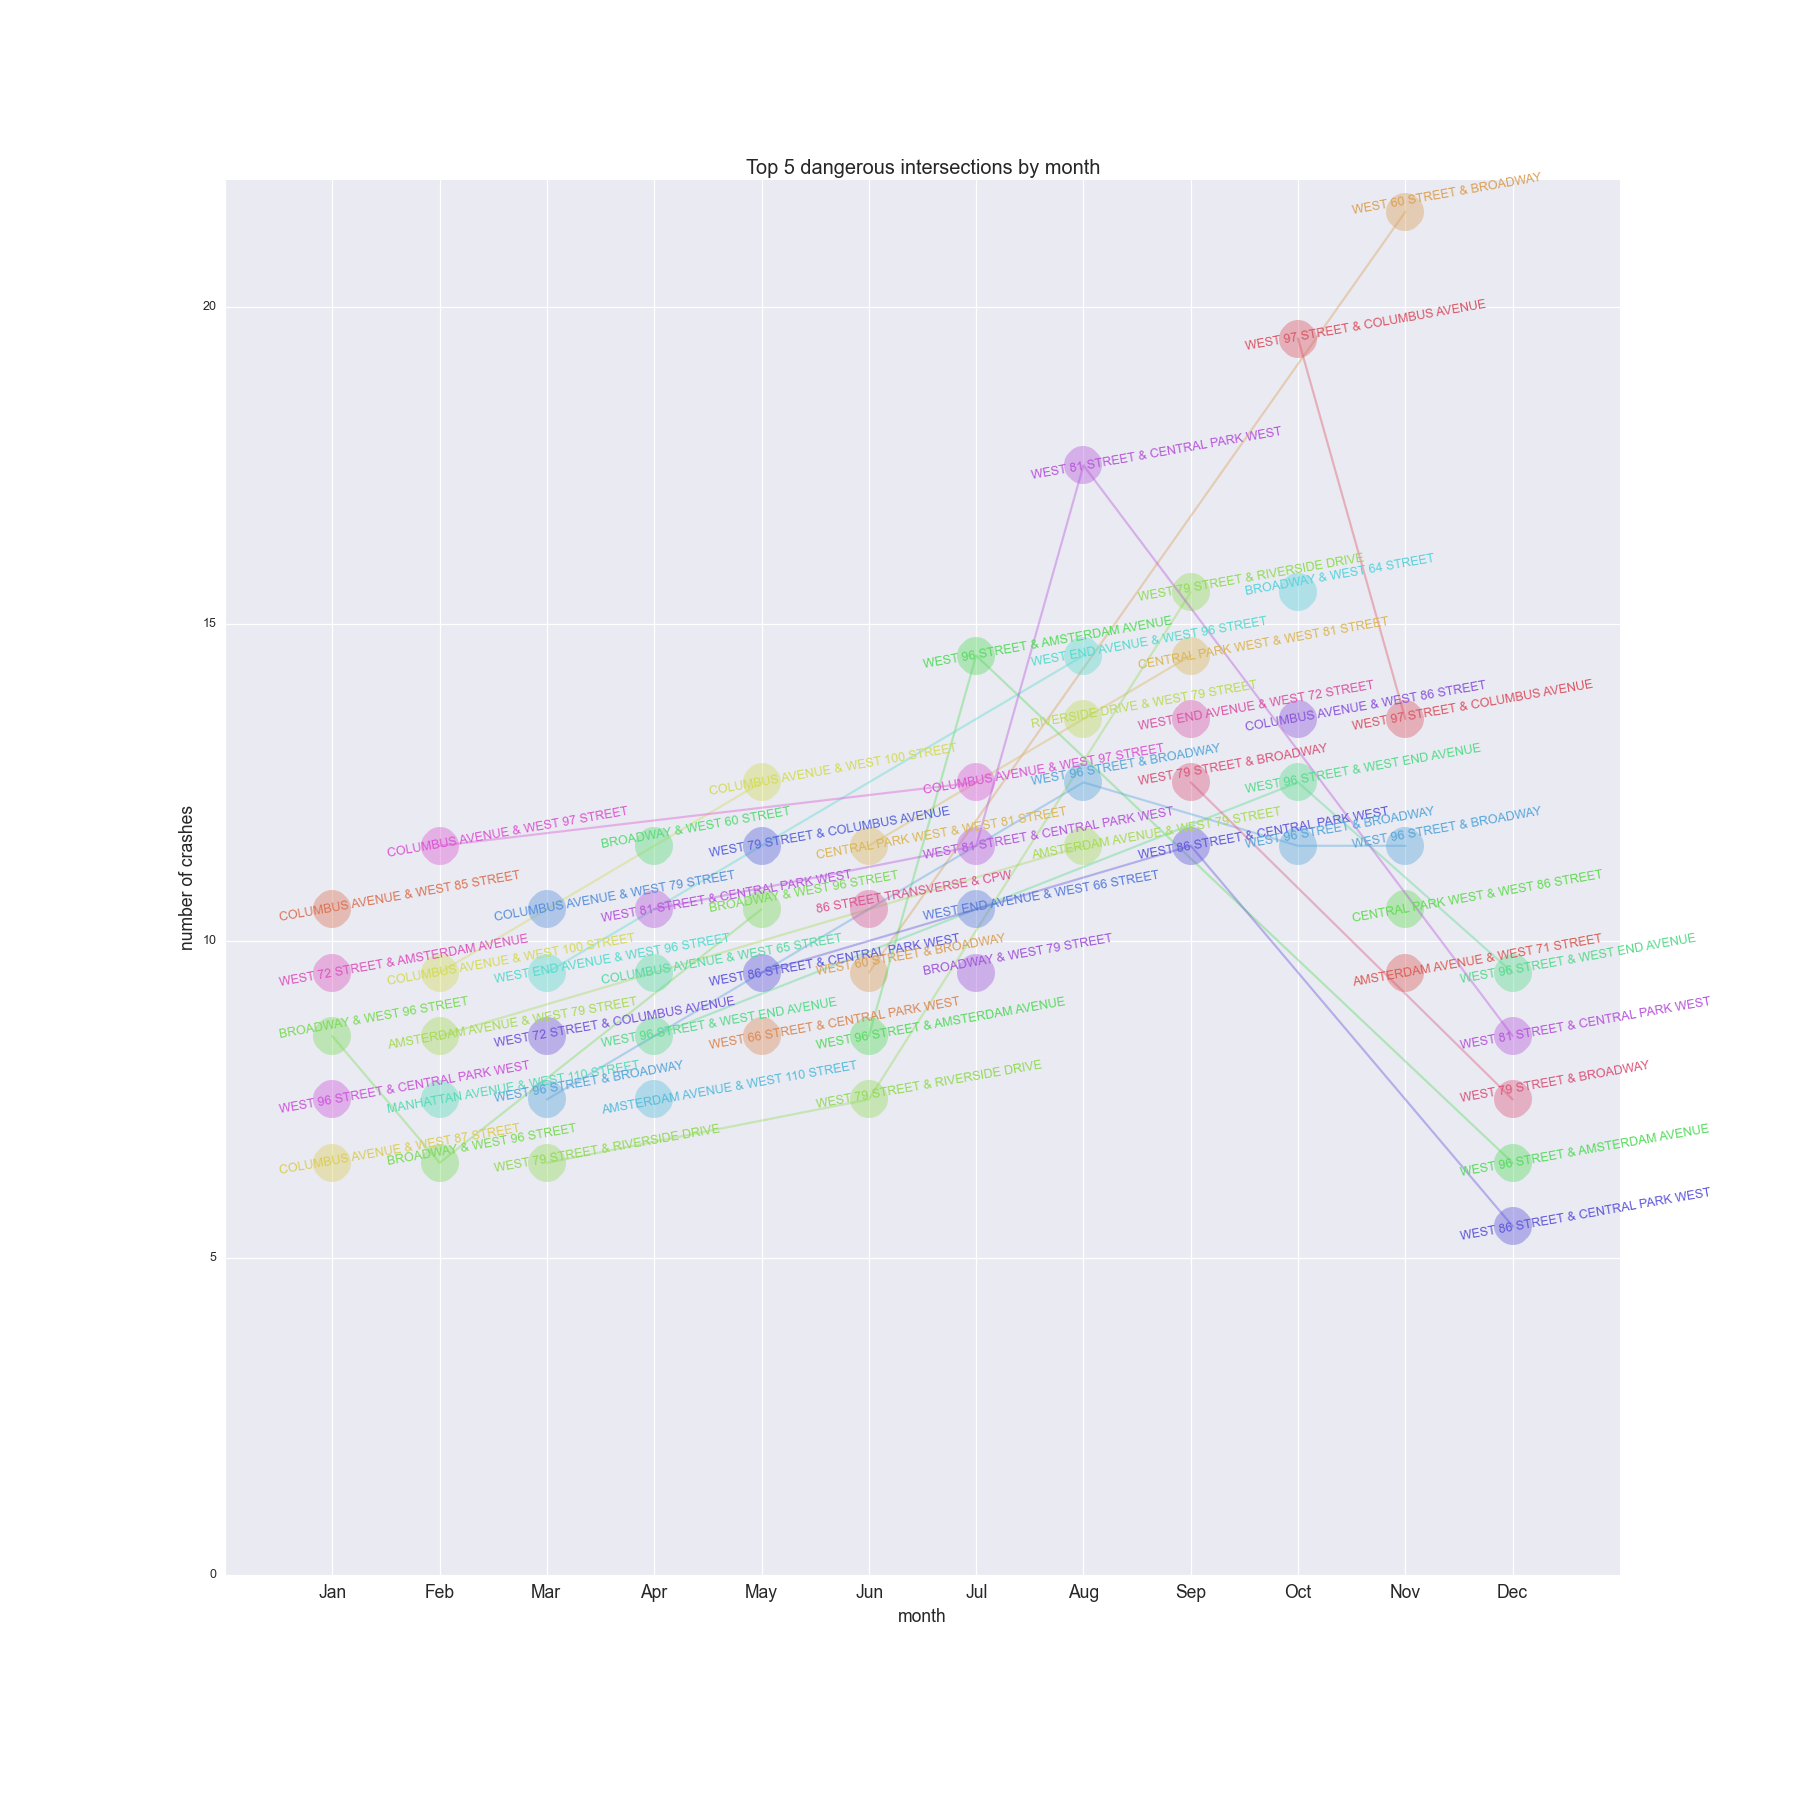 Top 5 dangerous intersections by month
WEST 60 STREET & BROADWAY
20
WEST 97 STREET & COLUMBUS AVENUE
WEST 81 STREET & CENTRAL PARK WEST
WEST 79 STREET & RIVERSIDE DRIVE
BROADWAY & WEST 64 STREET
15
WEST 96 STREET & AMSTERDAM AVENUE
WEST END AVENUE & WEST 96 STREET
CENTRAL PARK WEST & WEST 81 STREET
RIVERSIDE DRIVE & WEST 79 STREET
WEST END AVENUE & WEST 72 STREET
COLUMBUS AVENUE & WEST 86 STREET
WEST 97 STREET & COLUMBUS AVENUE
COLUMBUS AVENUE & WEST 100 STREET
COLUMBUS AVENUE & WEST 97 STREET
WEST 96 STREET & BROADWAY
WEST 79 STREET & BROADWAY
WEST 96 STREET & WEST END AVENUE
COLUMBUS AVENUE & WEST 97 STREET
BROADWAY & WEST 60 STREET
WEST 79 STREET & COLUMBUS AVENUE
CENTRAL PARK WEST & WEST 81 STREET
WEST 81 STREET & CENTRAL PARK WEST
AMSTERDAM AVENUE & WEST 79 STREET
WEST 86 STREET & CENTRAL PARK WEST
WEST 96 STREET & BROADWAY
WEST 96 STREET & BROADWAY
COLUMBUS AVENUE & WEST 85 STREET
COLUMBUS AVENUE & WEST 79 STREET
WEST 81 STREET & CENTRAL PARK WEST
BROADWAY & WEST 96 STREET
86 STREET TRANSVERSE & CPW
WEST END AVENUE & WEST 66 STREET
CENTRAL PARK WEST & WEST 86 STREET
number of crashes
10
WEST 72 STREET & AMSTERDAM AVENUE
COLUMBUS AVENUE & WEST 100 STREET
WEST END AVENUE & WEST 96 STREET
COLUMBUS AVENUE & WEST 65 STREET
WEST 86 STREET & CENTRAL PARK WEST
WEST 60 STREET & BROADWAY
BROADWAY & WEST 79 STREET
AMSTERDAM AVENUE & WEST 71 STREET
WEST 96 STREET & WEST END AVENUE
BROADWAY & WEST 96 STREET
AMSTERDAM AVENUE & WEST 79 STREET
WEST 72 STREET & COLUMBUS AVENUE
WEST 96 STREET & WEST END AVENUE
WEST 66 STREET & CENTRAL PARK WEST
WEST 96 STREET & AMSTERDAM AVENUE
WEST 81 STREET & CENTRAL PARK WEST
WEST 96 STREET & CENTRAL PARK WEST
MANHATTAN AVENUE & WEST 110 STREET
WEST 96 STREET & BROADWAY
AMSTERDAM AVENUE & WEST 110 STREET
WEST 79 STREET & RIVERSIDE DRIVE
WEST 79 STREET & BROADWAY
COLUMBUS AVENUE & WEST 87 STREET
BROADWAY & WEST 96 STREET
WEST 79 STREET & RIVERSIDE DRIVE
WEST 96 STREET & AMSTERDAM AVENUE
WEST 86 STREET & CENTRAL PARK WEST
5
0
Jan Feb Mar Apr May Jun Jul Aug Sep Oct Nov Dec
month